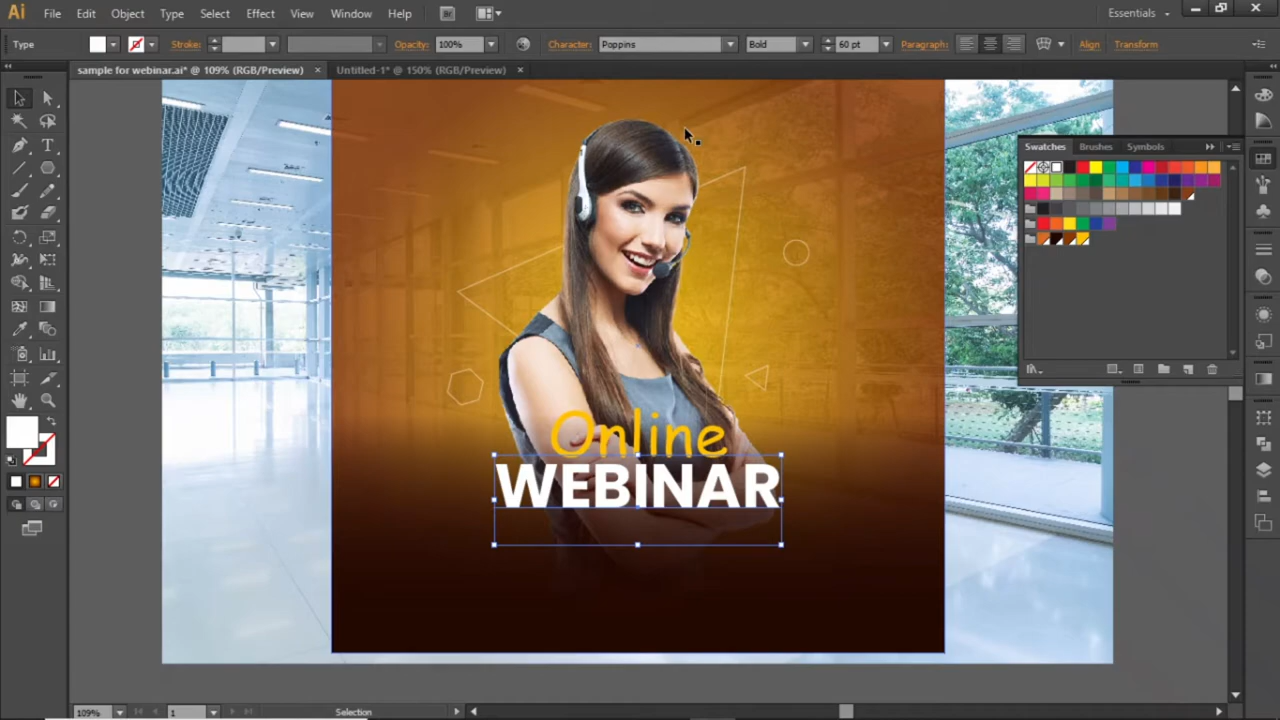 Ai File Edit Object Type Select Effect View Window Help Br Essentials
Type Stroke: Opacity: 100% Character: Poppins Bold 60 pt Paragraph: Align Transform
sample for webinar.ai* @ 109% (RGB/Preview) × Untitled-1* @ 150% (RGB/Preview) ×
Swatches Brushes Symbols
Online
WEBINAR
109% 1 Selection